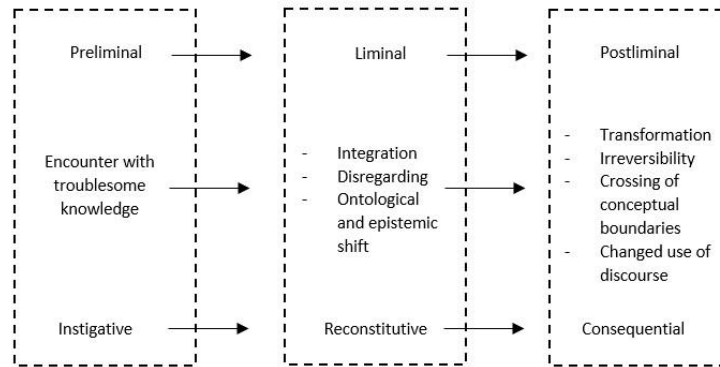 Preliminal
Liminal
Postliminal
Encounter with
troublesome
knowledge
- Integration
- Disregarding
- Ontological
and epistemic
shift
- Transformation
- Irreversibility
- Crossing of
conceptual
boundaries
- Changed use of
discourse
Instigative
Reconstitutive
Consequential